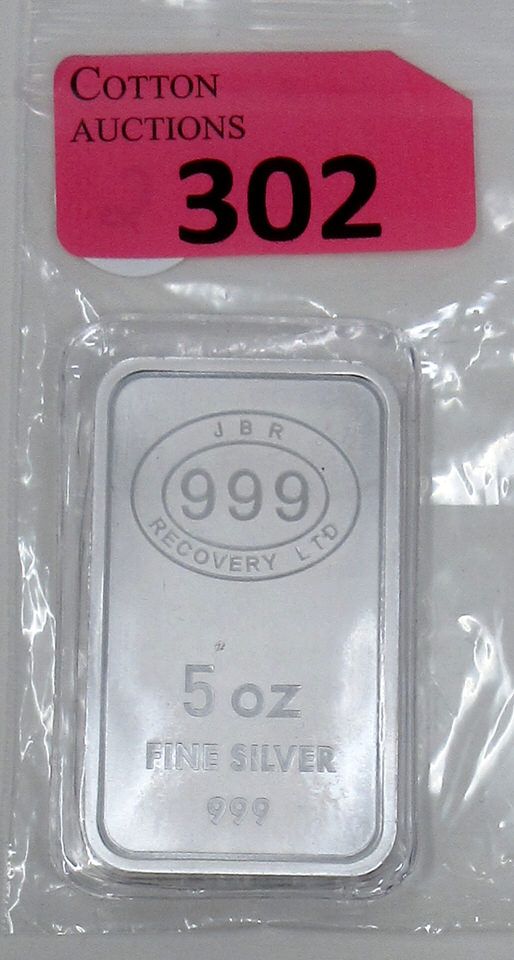 COTTON
AUCTIONS
302
JBR
999
RECOVERY LTD
5 oz
FINE SILVER
999